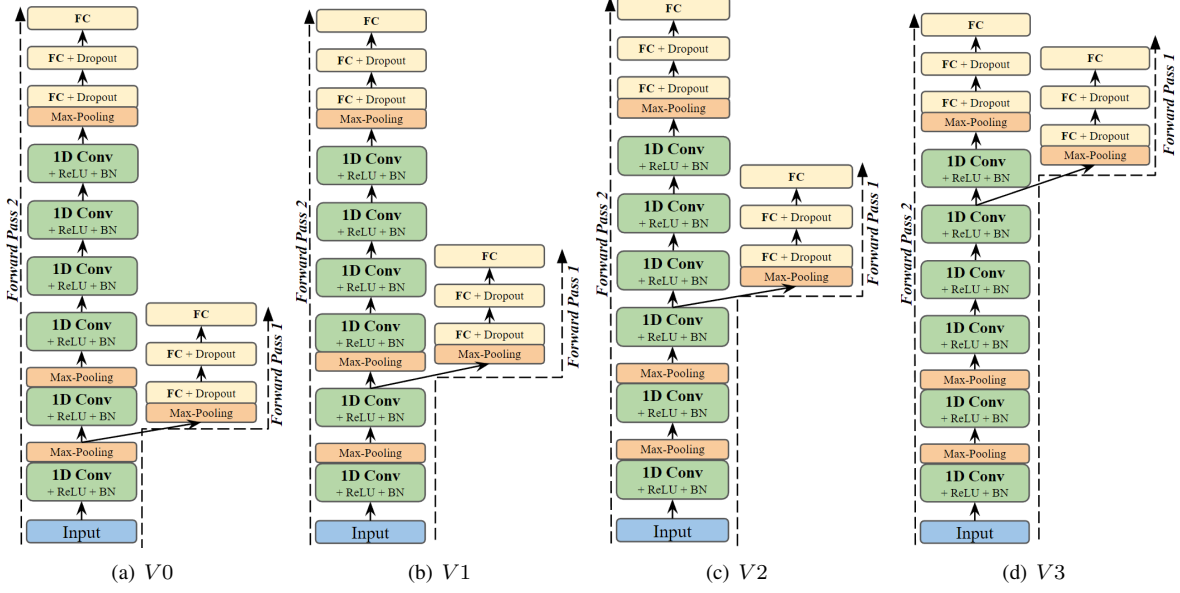 FC
FC + Dropout
FC + Dropout
Max-Pooling
1D Conv
+ ReLU + BN
1D Conv
+ ReLU + BN
1D Conv
+ ReLU + BN
1D Conv
+ ReLU + BN
Max-Pooling
1D Conv
+ ReLU + BN
Max-Pooling
1D Conv
+ ReLU + BN
Input
Forward Pass 2
FC
FC + Dropout
FC + Dropout
Max-Pooling
Forward Pass 1
(a) V0
FC
FC + Dropout
FC + Dropout
Max-Pooling
1D Conv
+ ReLU + BN
1D Conv
+ ReLU + BN
1D Conv
+ ReLU + BN
1D Conv
+ ReLU + BN
Max-Pooling
1D Conv
+ ReLU + BN
Max-Pooling
1D Conv
+ ReLU + BN
Input
Forward Pass 2
FC
FC + Dropout
FC + Dropout
Max-Pooling
Forward Pass 1
(b) V1
FC
FC + Dropout
FC + Dropout
Max-Pooling
1D Conv
+ ReLU + BN
1D Conv
+ ReLU + BN
1D Conv
+ ReLU + BN
1D Conv
+ ReLU + BN
Max-Pooling
1D Conv
+ ReLU + BN
Max-Pooling
1D Conv
+ ReLU + BN
Input
Forward Pass 2
FC
FC + Dropout
FC + Dropout
Max-Pooling
Forward Pass 1
(c) V2
FC
FC + Dropout
FC + Dropout
Max-Pooling
1D Conv
+ ReLU + BN
1D Conv
+ ReLU + BN
1D Conv
+ ReLU + BN
1D Conv
+ ReLU + BN
Max-Pooling
1D Conv
+ ReLU + BN
Max-Pooling
1D Conv
+ ReLU + BN
Input
Forward Pass 2
FC
FC + Dropout
FC + Dropout
Max-Pooling
Forward Pass 1
(d) V3